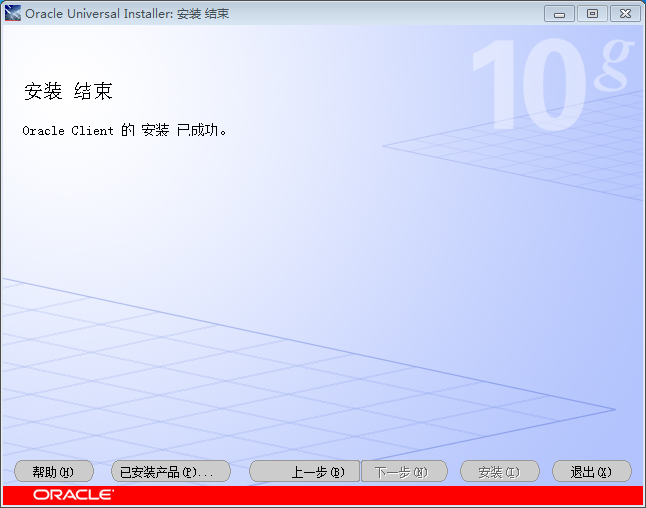 Oracle Universal Installer: 安装 结束
10g
安装 结束
Oracle Client 的 安装 已成功。
帮助(H) 已安装产品(P)... 上一步(B) 下一步(N) 安装(I) 退出(X)
ORACLE